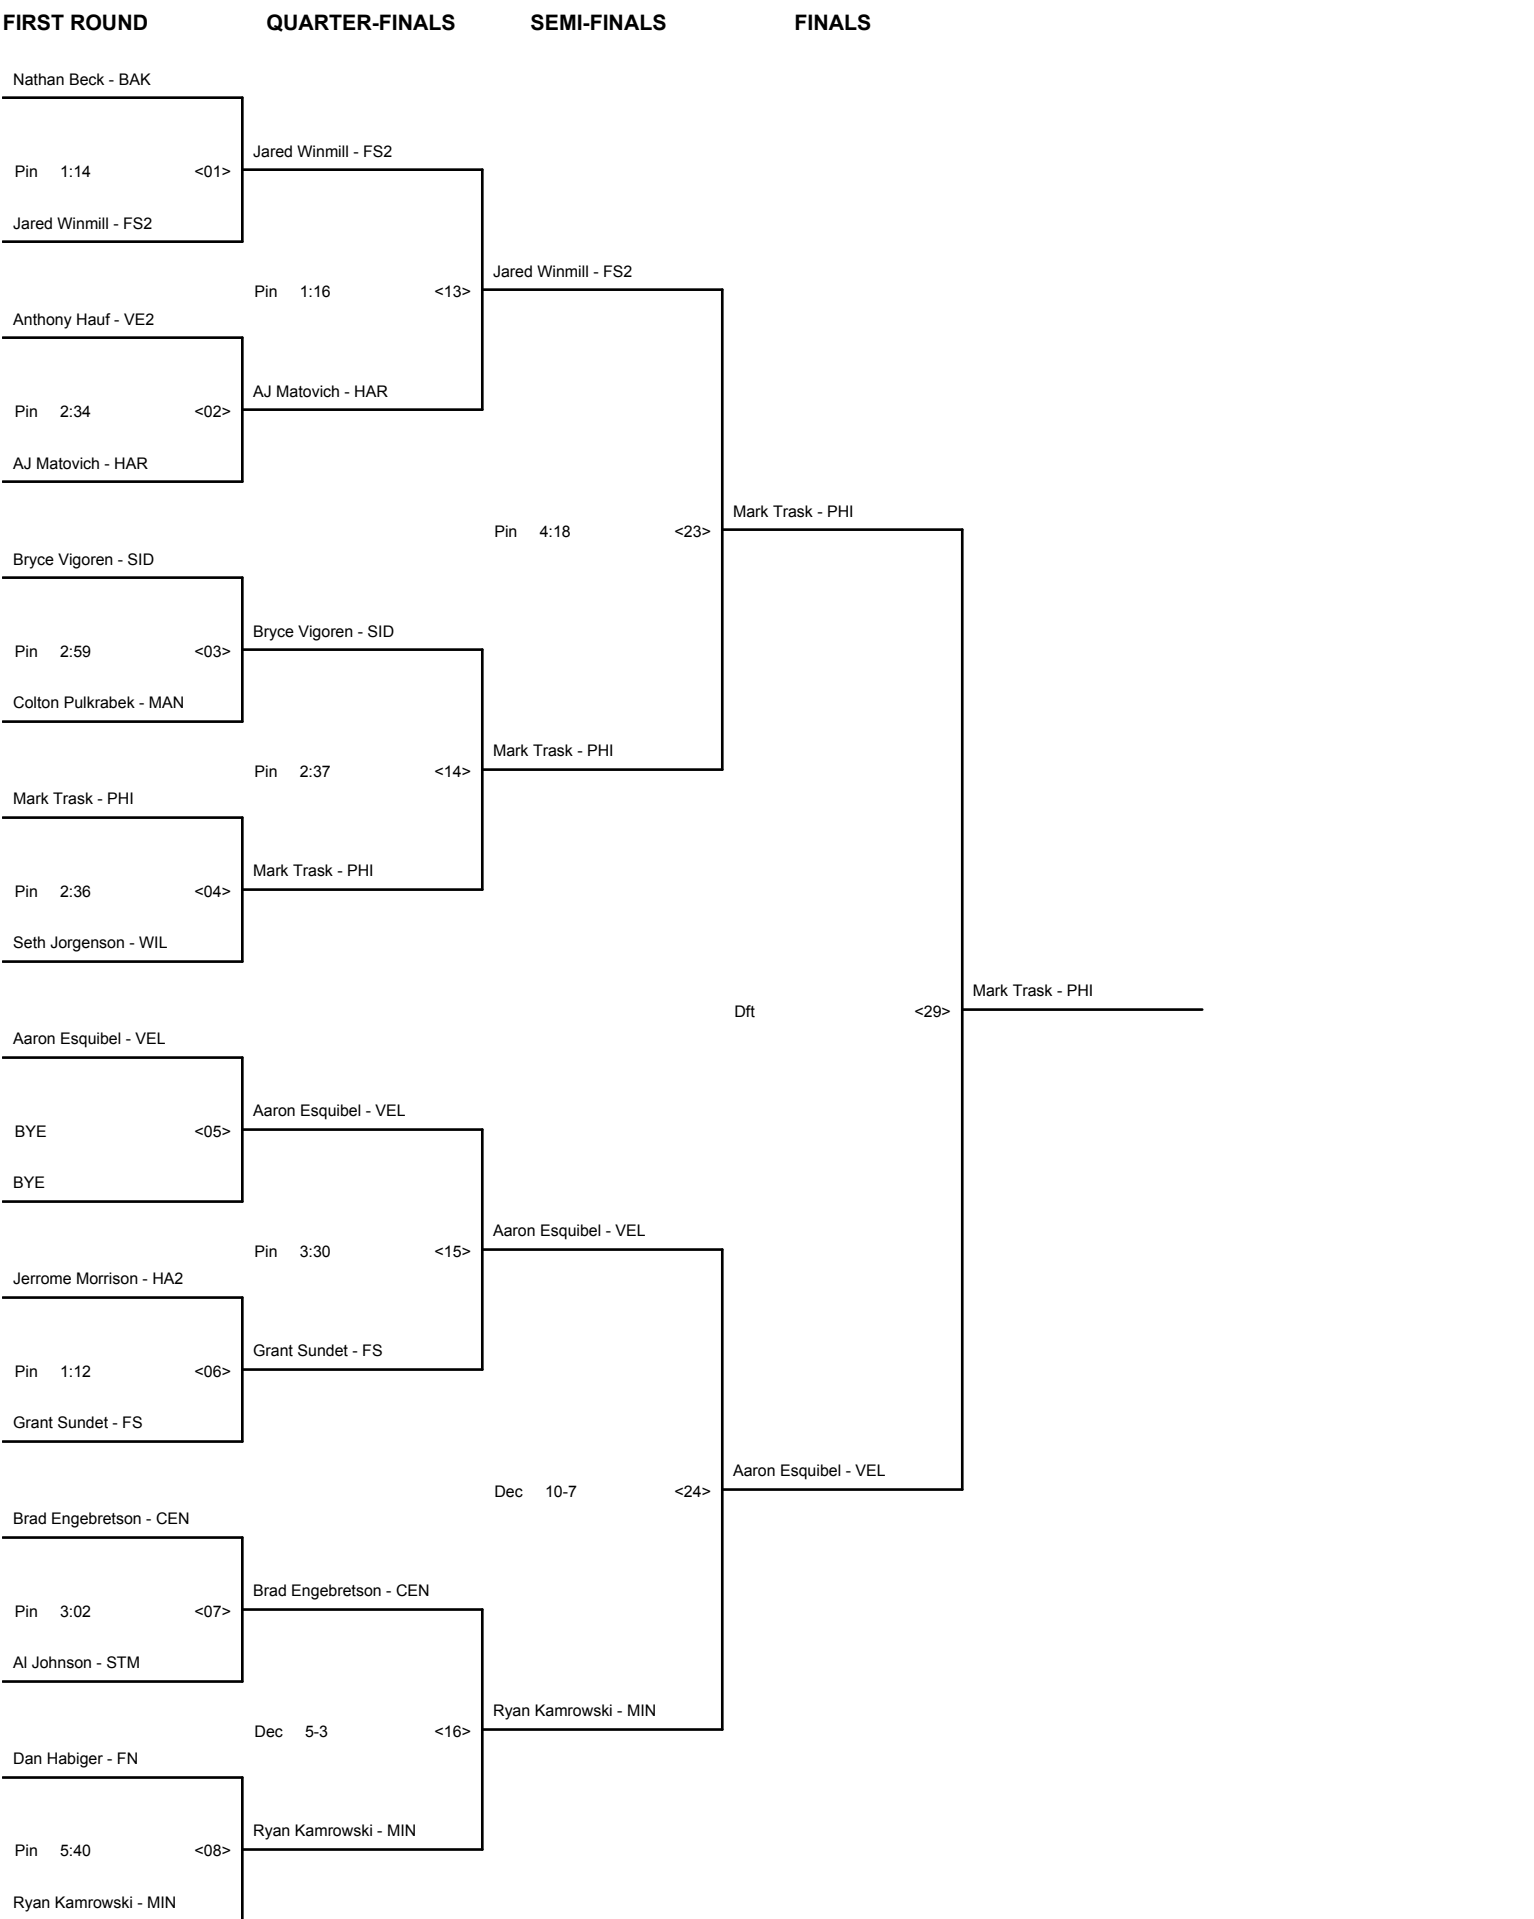 FIRST ROUND QUARTER-FINALS SEMI-FINALS FINALS
Nathan Beck - BAK
Jared Winmill - FS2
Pin 1:14 <01>
Jared Winmill - FS2
Jared Winmill - FS2
Pin 1:16 <13>
Anthony Hauf - VE2
AJ Matovich - HAR
Pin 2:34 <02>
AJ Matovich - HAR
Mark Trask - PHI
Pin 4:18 <23>
Bryce Vigoren - SID
Bryce Vigoren - SID
Pin 2:59 <03>
Colton Pulkrabek - MAN
Mark Trask - PHI
Pin 2:37 <14>
Mark Trask - PHI
Mark Trask - PHI
Pin 2:36 <04>
Seth Jorgenson - WIL
Mark Trask - PHI
Dft <29>
Aaron Esquibel - VEL
Aaron Esquibel - VEL
BYE <05>
BYE
Aaron Esquibel - VEL
Pin 3:30 <15>
Jerrome Morrison - HA2
Grant Sundet - FS
Pin 1:12 <06>
Grant Sundet - FS
Aaron Esquibel - VEL
Dec 10-7 <24>
Brad Engebretson - CEN
Brad Engebretson - CEN
Pin 3:02 <07>
Al Johnson - STM
Ryan Kamrowski - MIN
Dec 5-3 <16>
Dan Habiger - FN
Ryan Kamrowski - MIN
Pin 5:40 <08>
Ryan Kamrowski - MIN